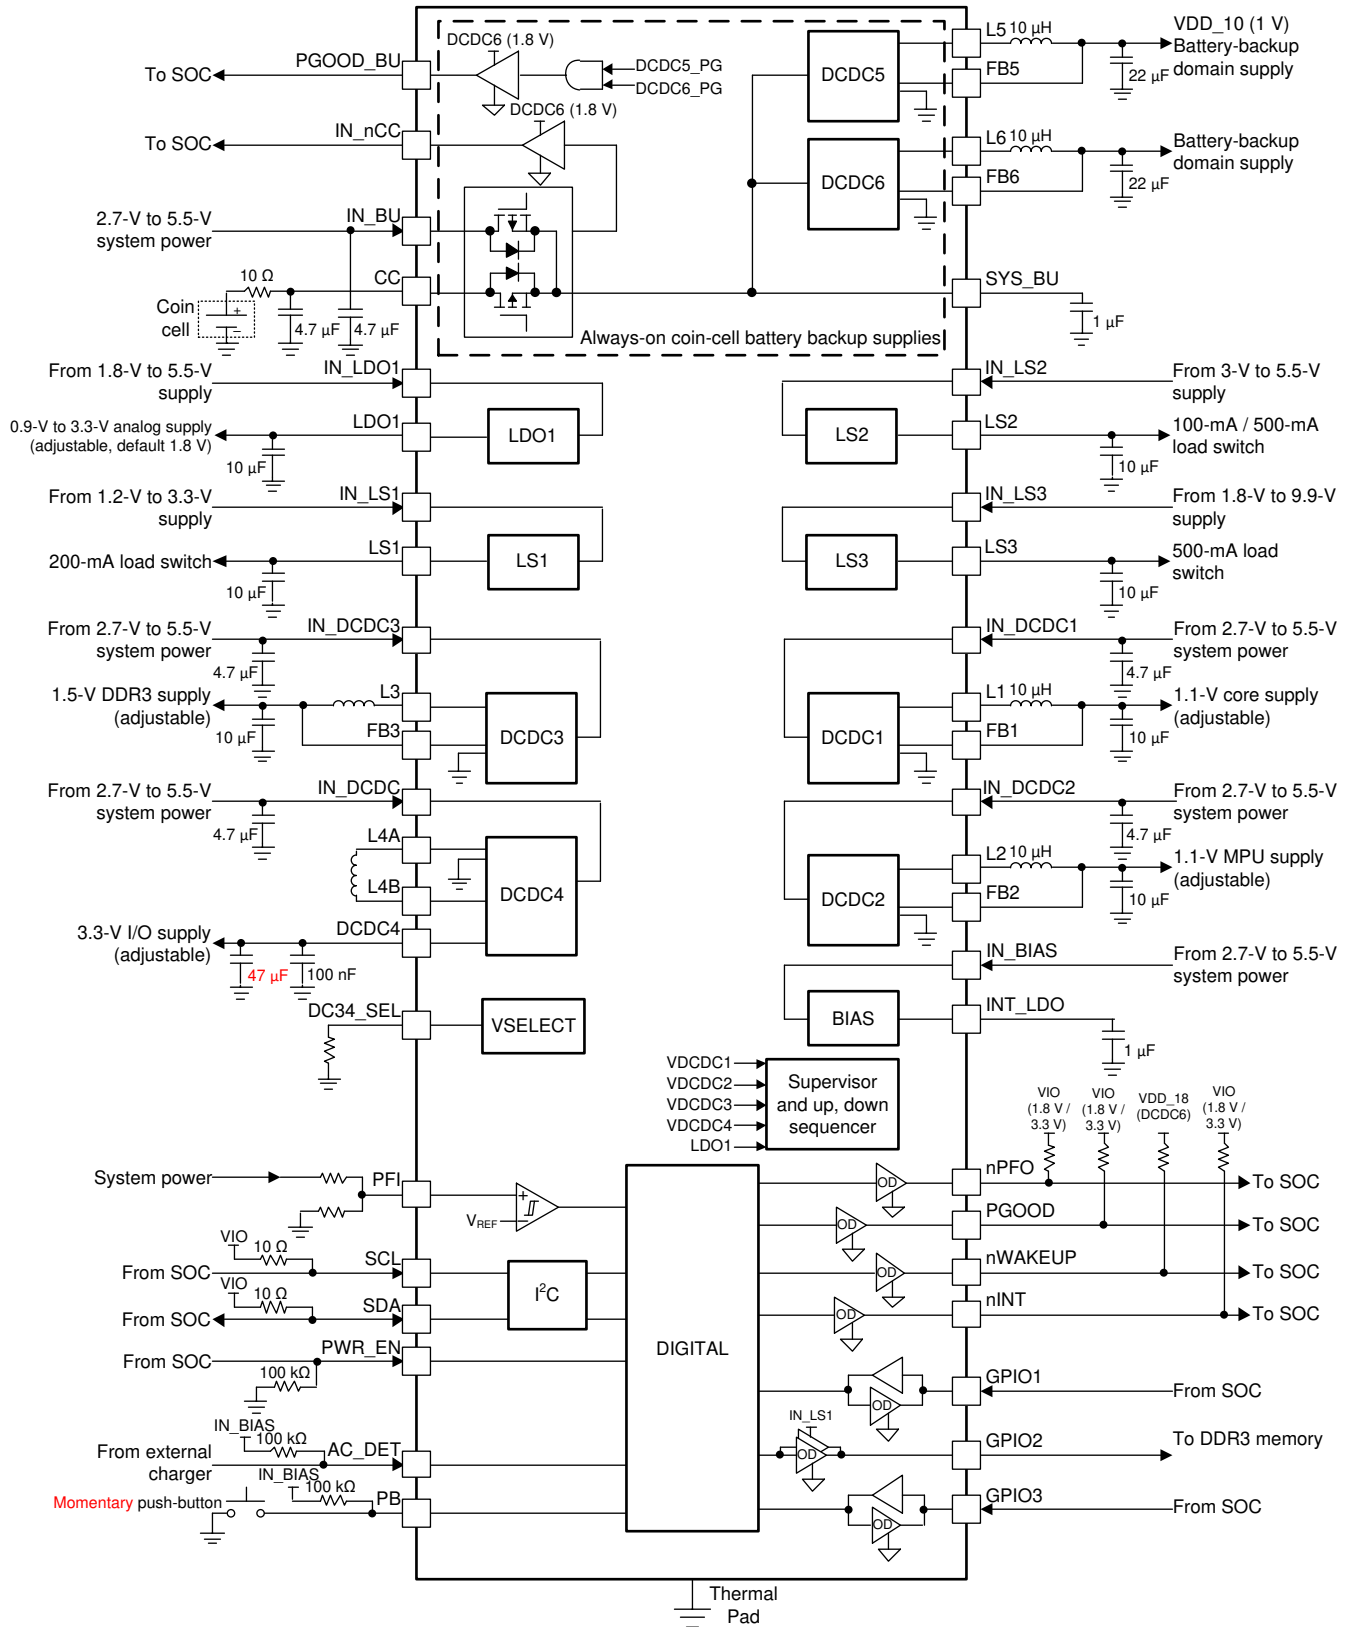 DCDC6 (1.8 V)
PGOOD_BU
To SOC
DCDC5_PG
DCDC6_PG
DCDC5
L5
10 µH
VDD_10 (1 V)
Battery-backup
domain supply
FB5
22 µF
DCDC6 (1.8 V)
IN_nCC
To SOC
DCDC6
L6
10 µH
Battery-backup
domain supply
FB6
22 µF
2.7-V to 5.5-V
system power
IN_BU
10 Ω
CC
Coin
cell
+
−
4.7 µF
4.7 µF
SYS_BU
1 µF
Always-on coin-cell battery backup supplies
From 1.8-V to 5.5-V
supply
IN_LDO1
0.9-V to 3.3-V analog supply
(adjustable, default 1.8 V)
LDO1
10 µF
LDO1
IN_LS2
From 3-V to 5.5-V
supply
LS2
LS2
100-mA / 500-mA
load switch
10 µF
From 1.2-V to 3.3-V
supply
IN_LS1
200-mA load switch
LS1
10 µF
LS1
IN_LS3
From 1.8-V to 9.9-V
supply
LS3
LS3
500-mA load
switch
10 µF
From 2.7-V to 5.5-V
system power
IN_DCDC3
4.7 µF
1.5-V DDR3 supply
(adjustable)
L3
10 µF
FB3
DCDC3
IN_DCDC1
From 2.7-V to 5.5-V
system power
4.7 µF
DCDC1
L1
10 µH
1.1-V core supply
(adjustable)
FB1
10 µF
From 2.7-V to 5.5-V
system power
IN_DCDC
4.7 µF
L4A
L4B
DCDC4
3.3-V I/O supply
(adjustable)
DCDC4
47 µF
100 nF
IN_DCDC2
From 2.7-V to 5.5-V
system power
4.7 µF
DCDC2
L2
10 µH
1.1-V MPU supply
(adjustable)
FB2
10 µF
IN_BIAS
From 2.7-V to 5.5-V
system power
DC34_SEL
VSELECT
BIAS
INT_LDO
1 µF
VDCDC1
VDCDC2
VDCDC3
VDCDC4
LDO1
Supervisor
and up, down
sequencer
VIO
(1.8 V /
3.3 V)
VIO
(1.8 V /
3.3 V)
VDD_18
(DCDC6)
VIO
(1.8 V /
3.3 V)
System power
PFI
+
−
VREF
OD
nPFO
To SOC
OD
PGOOD
To SOC
VIO
10 Ω
From SOC
SCL
OD
nWAKEUP
To SOC
VIO
10 Ω
From SOC
SDA
I2C
OD
nINT
To SOC
DIGITAL
From SOC
PWR_EN
100 kΩ
OD
GPIO1
From SOC
IN_BIAS
100 kΩ
From external
charger
AC_DET
IN_LS1
OD
GPIO2
To DDR3 memory
IN_BIAS
100 kΩ
Momentary push-button
PB
OD
GPIO3
From SOC
Thermal
Pad